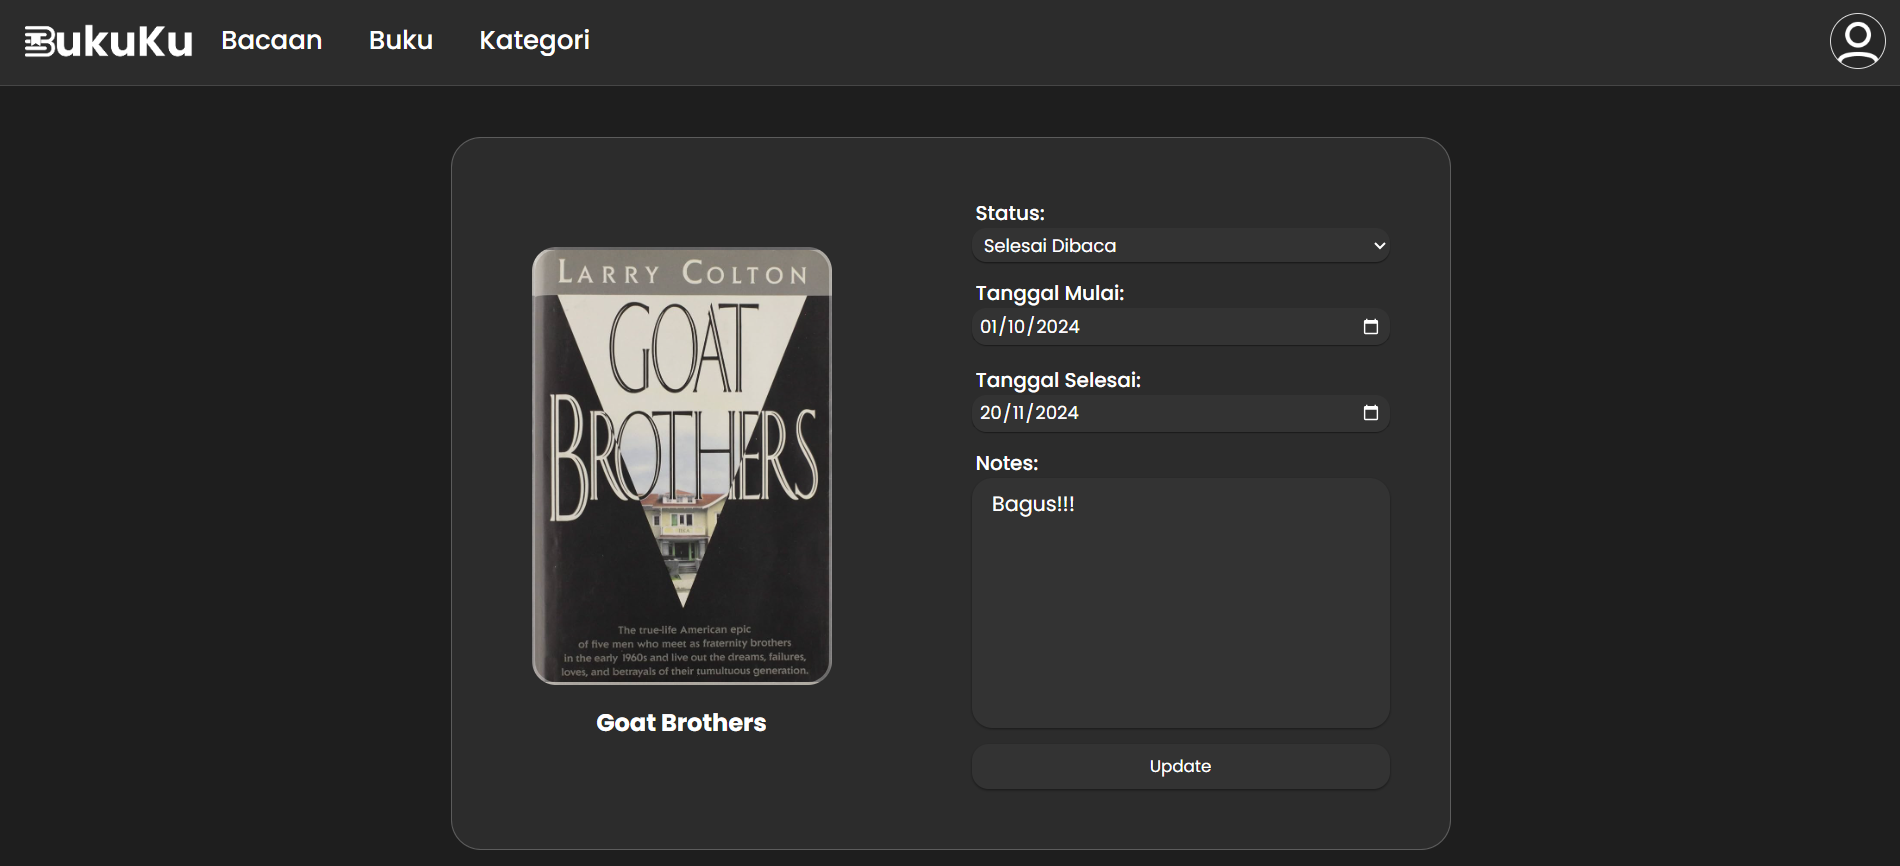 BukuKu
Bacaan
Buku
Kategori
LARRY COLTON
GOAT
BROTHERS
The true-life American epic
of five men who meet as fraternity brothers
in the early 1960s and live out the dreams, failures,
loves, and betrayals of their tumultuous generation.
Goat Brothers
Status:
Selesai Dibaca
Tanggal Mulai:
01/10/2024
Tanggal Selesai:
20/11/2024
Notes:
Bagus!!!
Update